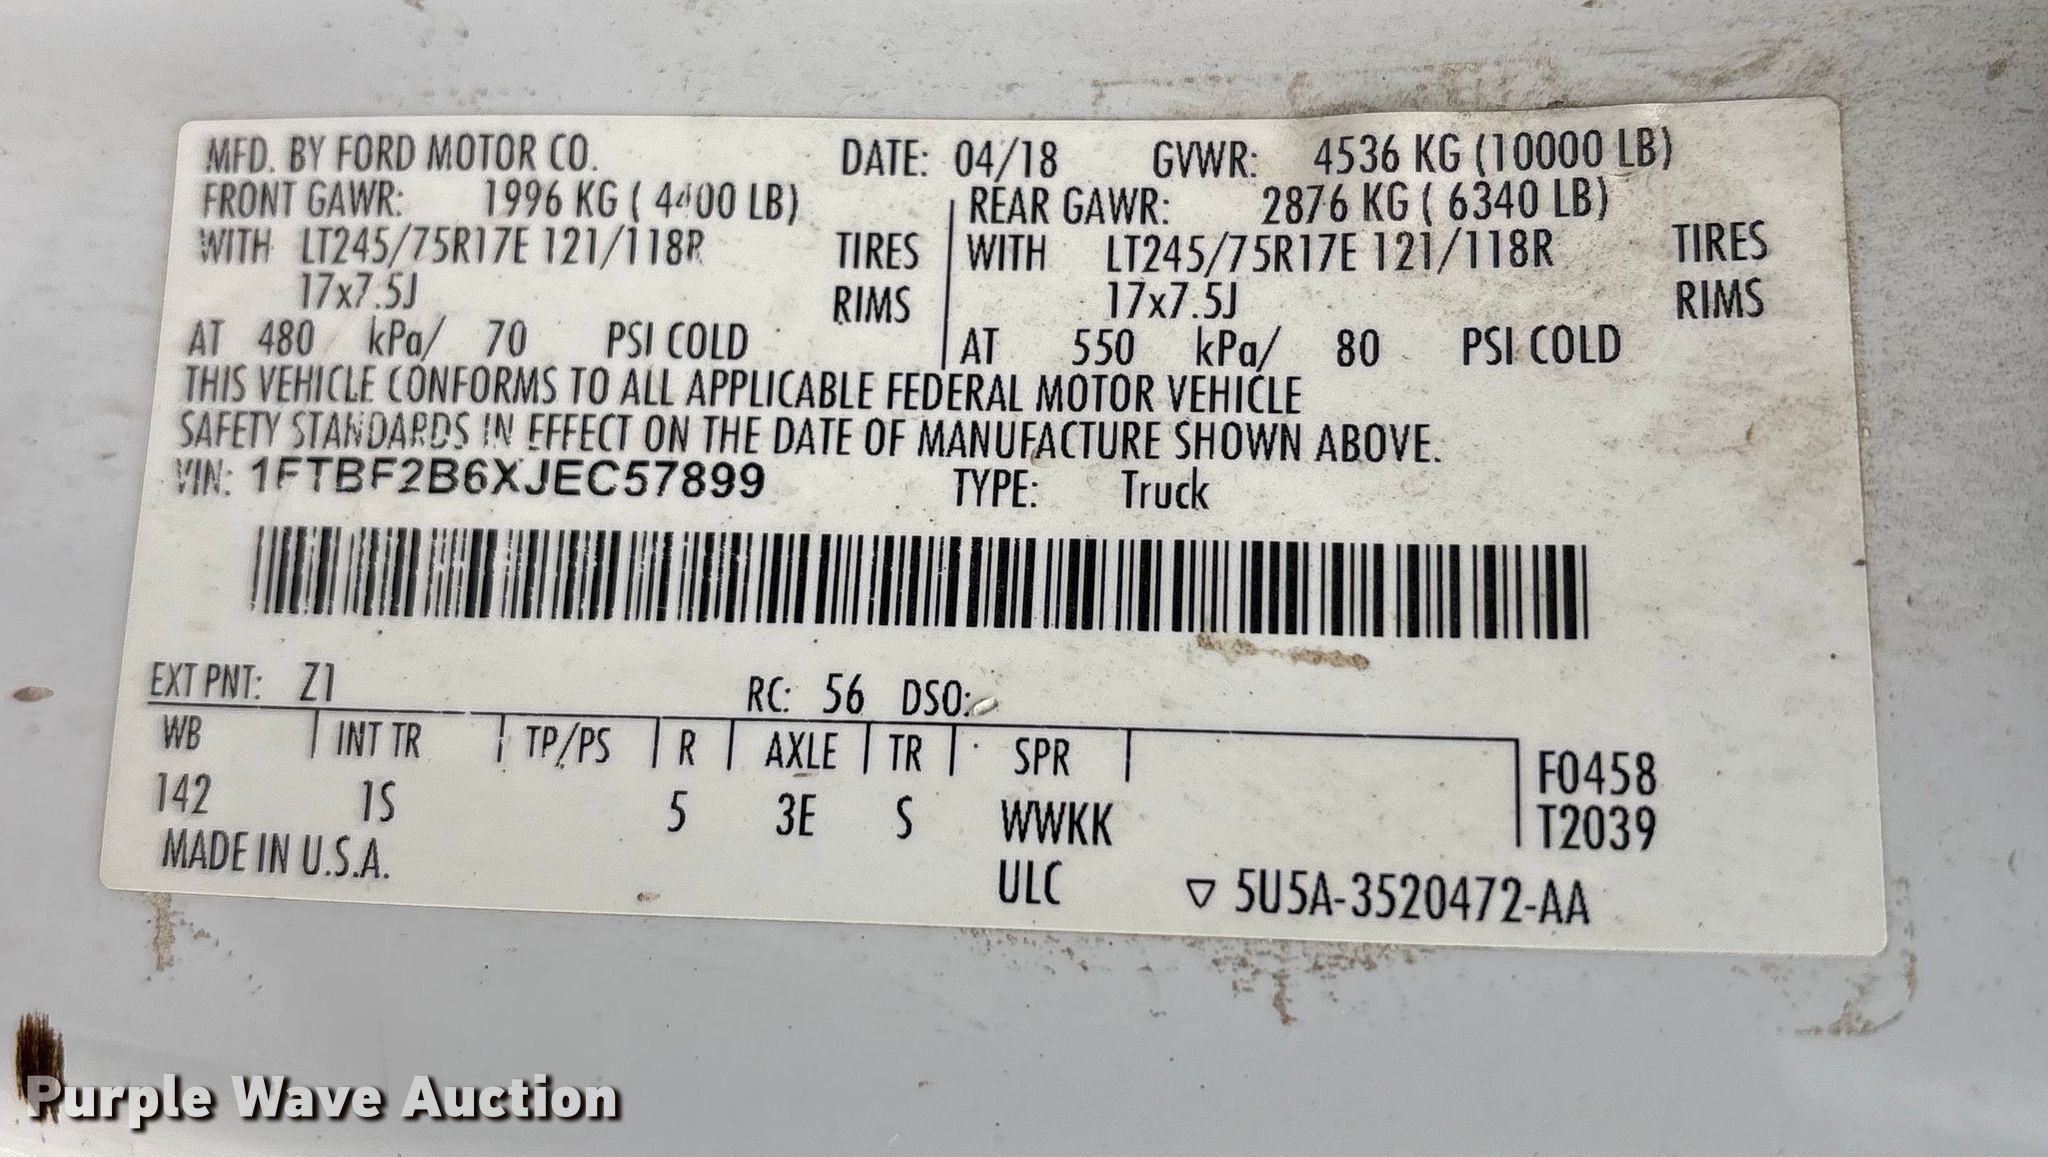 MFD. BY FORD MOTOR CO. DATE: 04/18 GVWR: 4536 KG (10000 LB)
FRONT GAWR: 1996 KG ( 4400 LB) REAR GAWR: 2876 KG ( 6340 LB)
WITH LT245/75R17E 121/118R TIRES WITH LT245/75R17E 121/118R TIRES
17x7.5J RIMS 17x7.5J RIMS
AT 480 kPa/ 70 PSI COLD AT 550 kPa/ 80 PSI COLD
THIS VEHICLE CONFORMS TO ALL APPLICABLE FEDERAL MOTOR VEHICLE
SAFETY STANDARDS IN EFFECT ON THE DATE OF MANUFACTURE SHOWN ABOVE.
VIN: 1FTBF2B6XJEC57899 TYPE: Truck
EXT PNT: Z1 RC: 56 DSO:
WB INT TR TP/PS R AXLE TR SPR F0458
142 1S 5 3E S WWKK T2039
MADE IN U.S.A. ULC ▽ 5U5A-3520472-AA
Purple Wave Auction